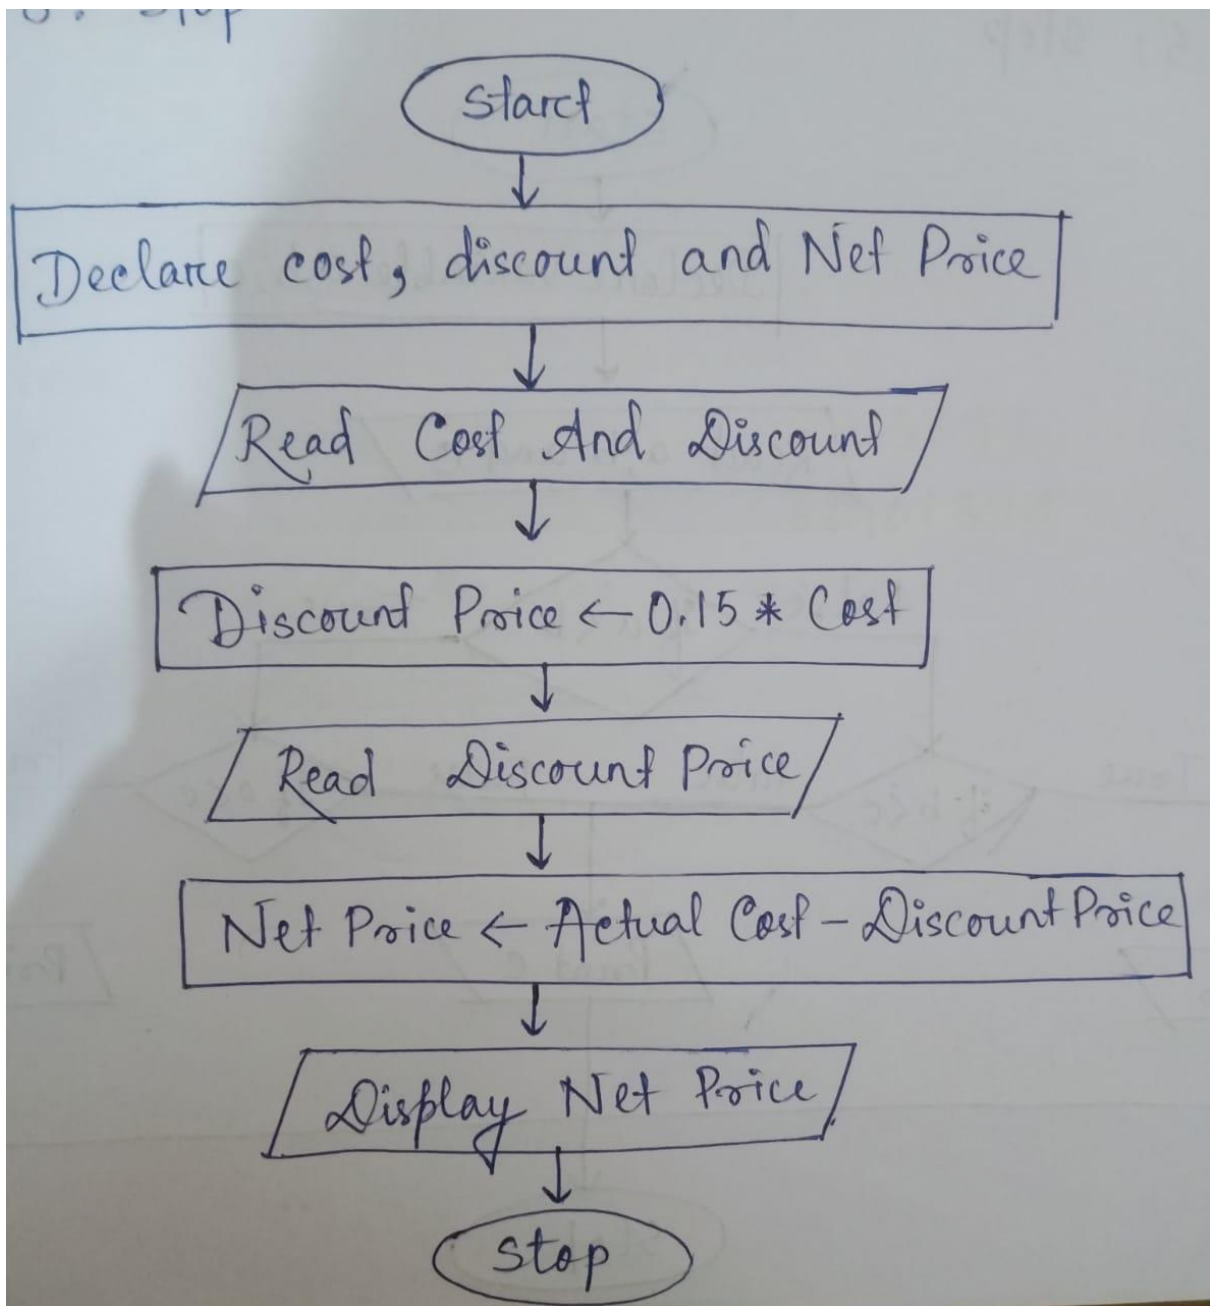 Stop
Start
Declare cost, discount and Net Price
Read Cost And Discount
Discount Price ← 0.15 * Cost
Read Discount Price
Net Price ← Actual Cost - Discount Price
Display Net Price
Stop